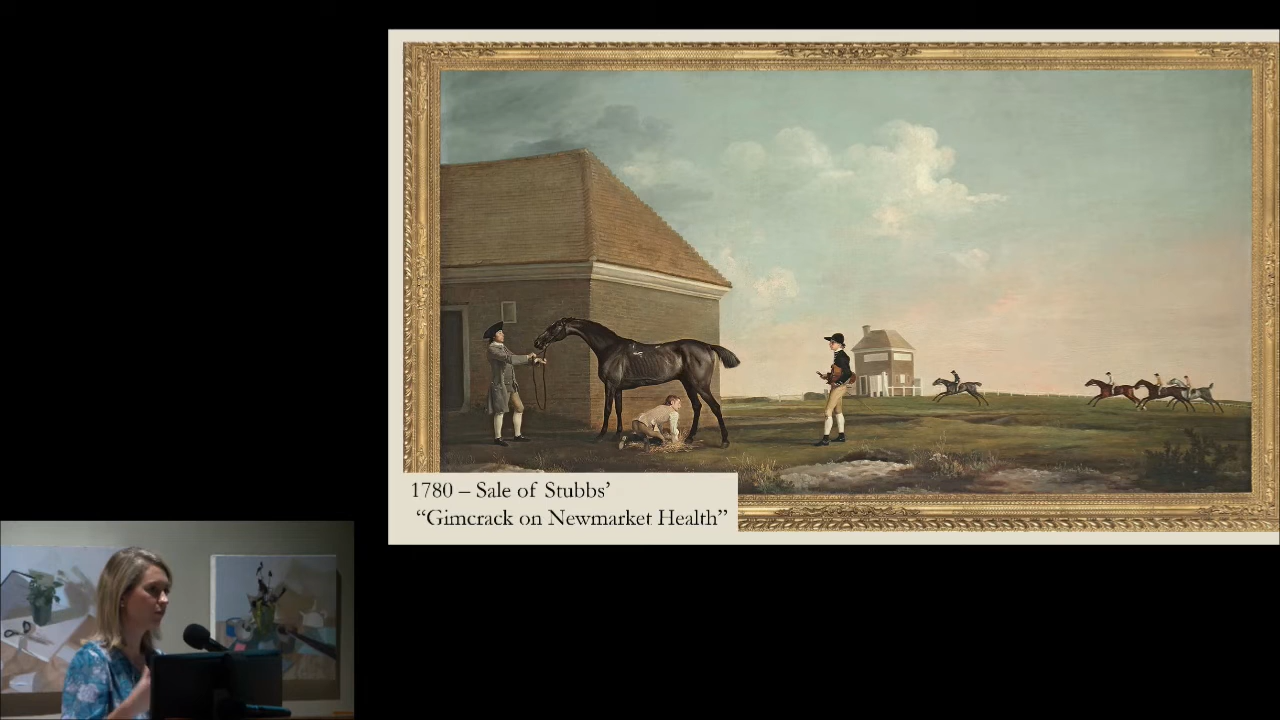 1780 – Sale of Stubbs’
“Gimcrack on Newmarket Health”